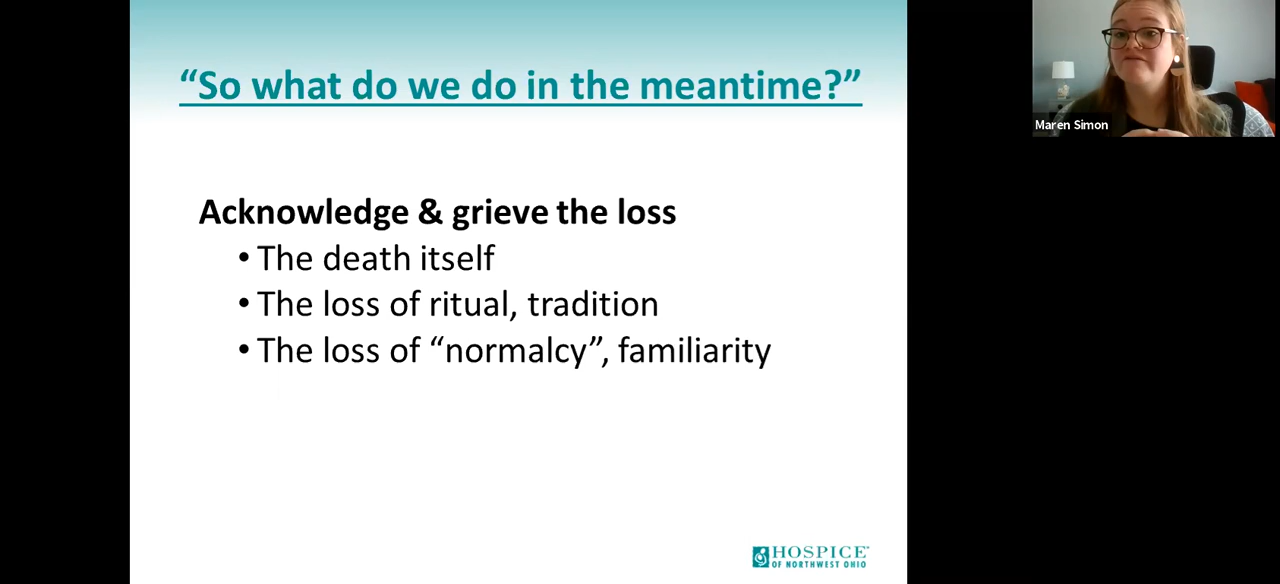 “So what do we do in the meantime?”
Acknowledge & grieve the loss
• The death itself
• The loss of ritual, tradition
• The loss of “normalcy”, familiarity
HOSPICE
OF NORTHWEST OHIO
Maren Simon